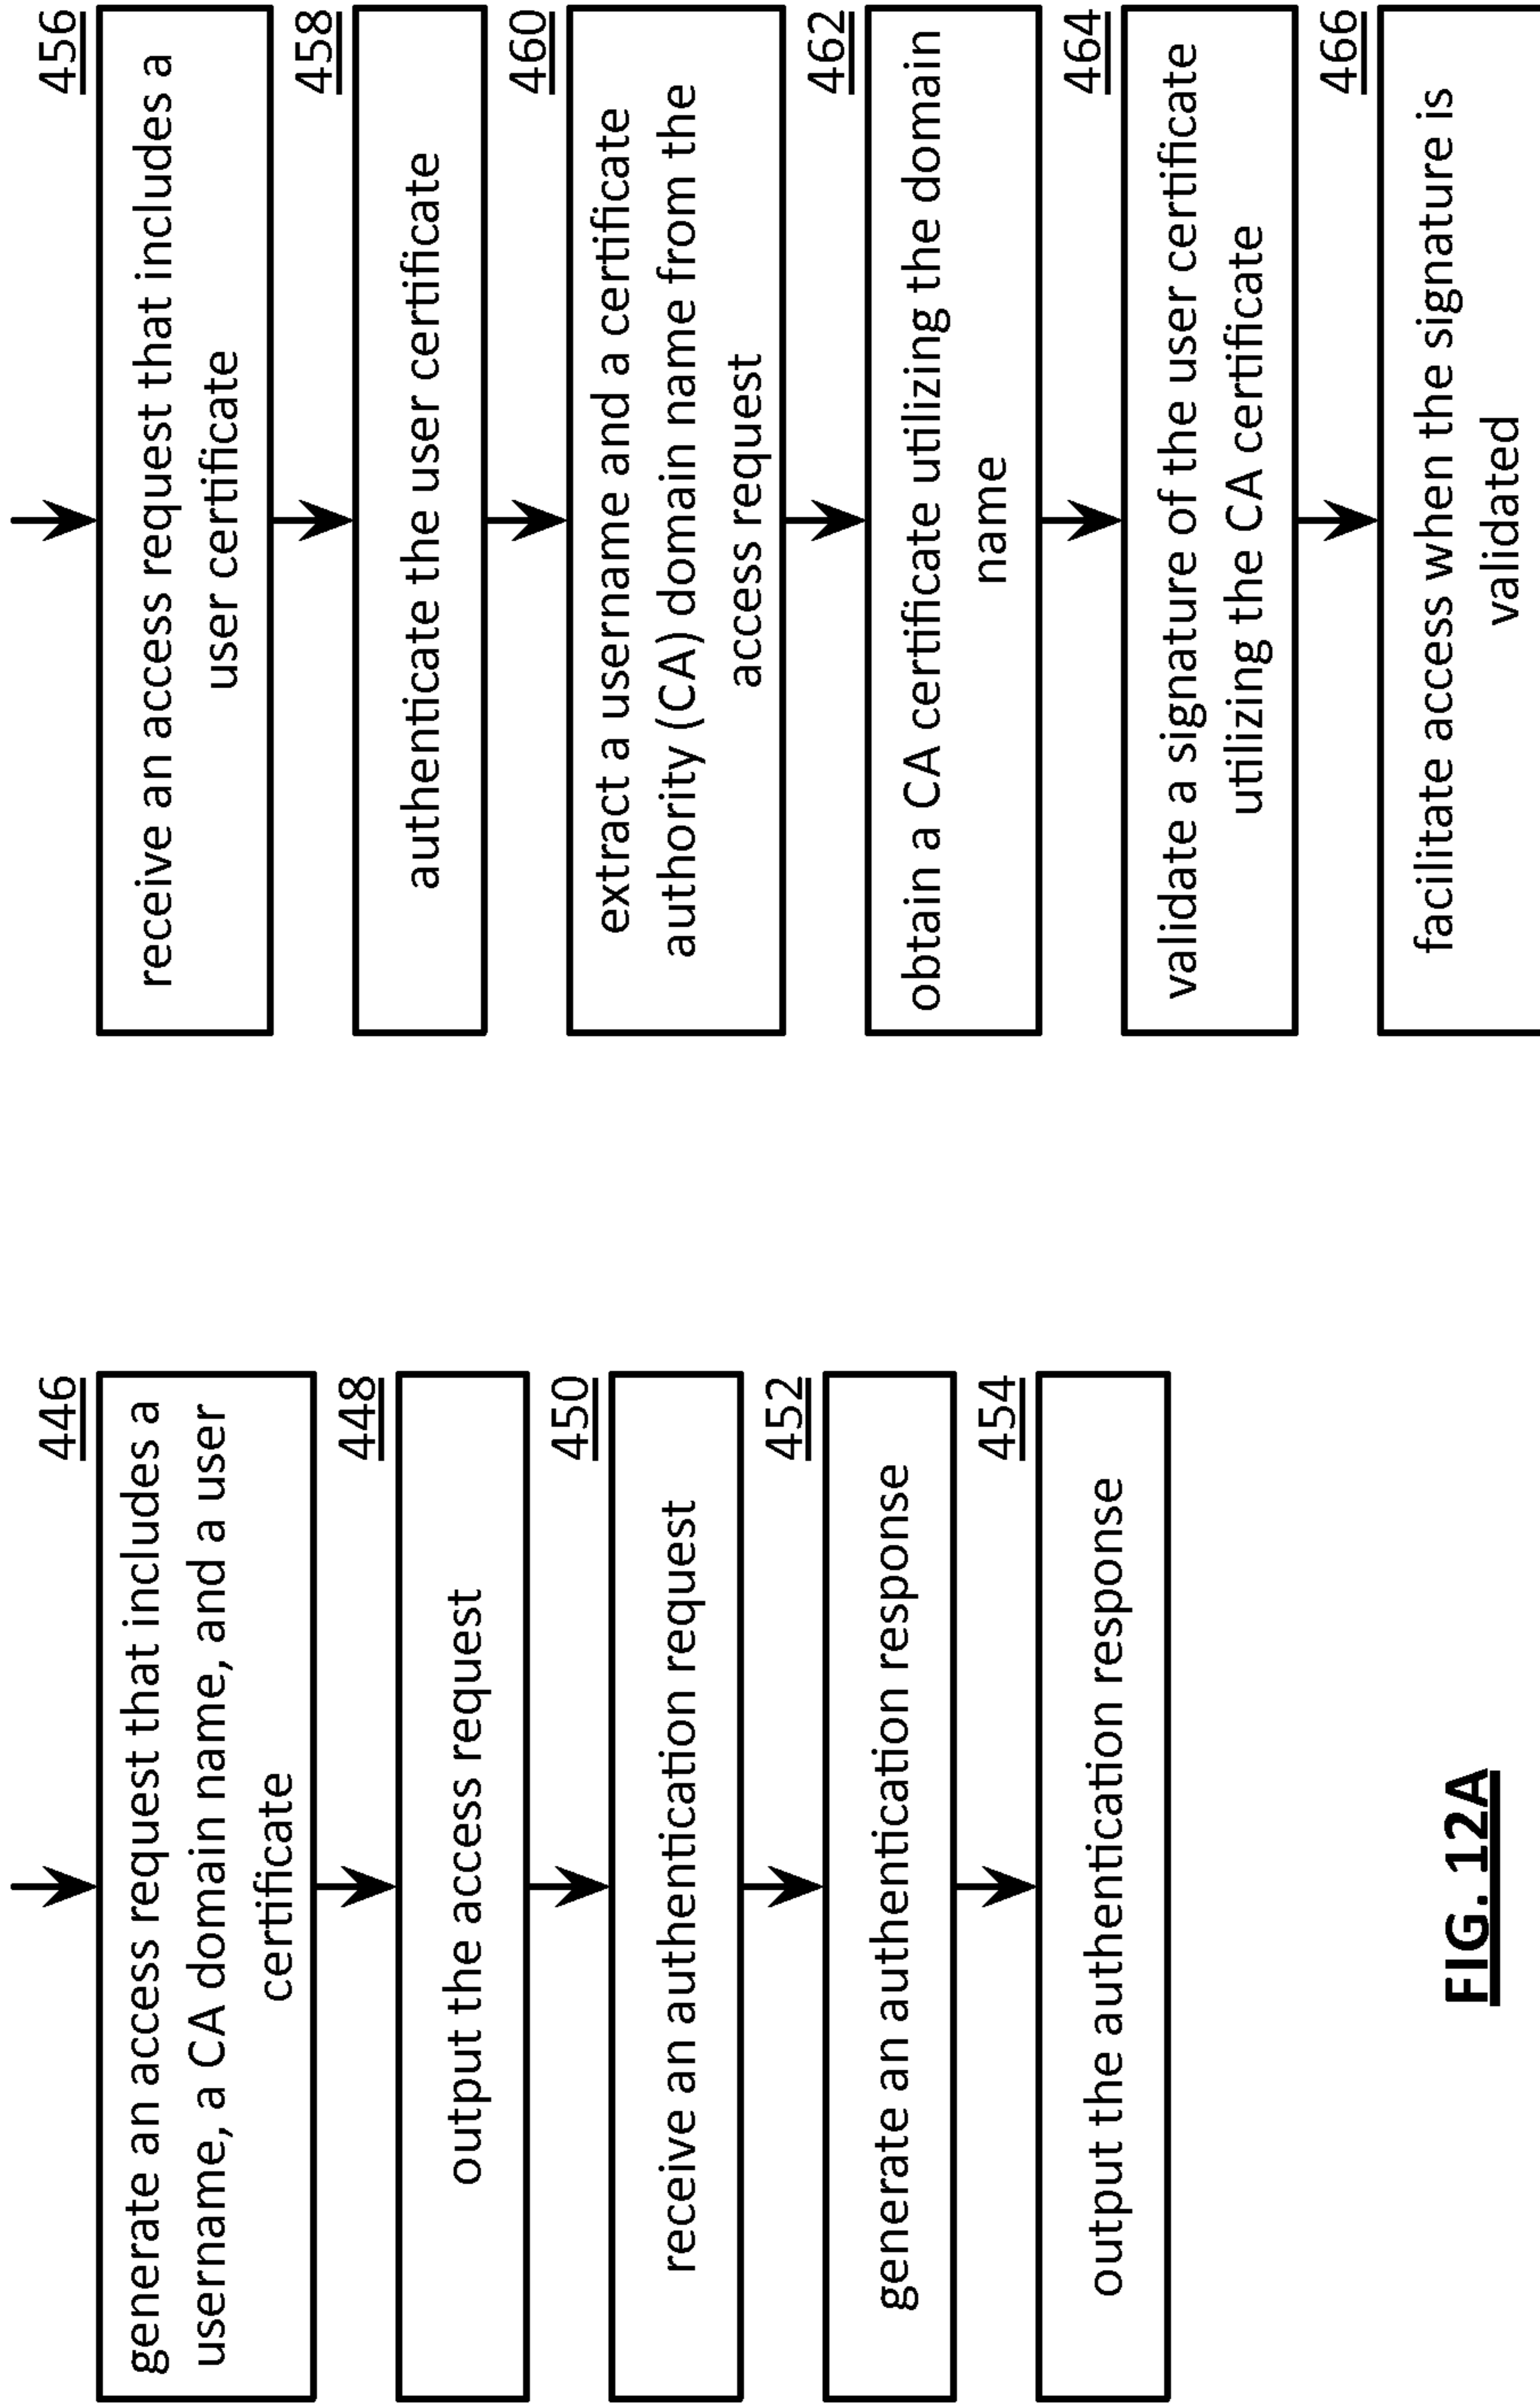 446
generate an access request that includes a
username, a CA domain name, and a user
certificate
448
output the access request
450
receive an authentication request
452
generate an authentication response
454
output the authentication response
FIG. 12A
456
receive an access request that includes a
user certificate
458
authenticate the user certificate
460
extract a username and a certificate
authority (CA) domain name from the
access request
462
obtain a CA certificate utilizing the domain
name
464
validate a signature of the user certificate
utilizing the CA certificate
466
facilitate access when the signature is
validated